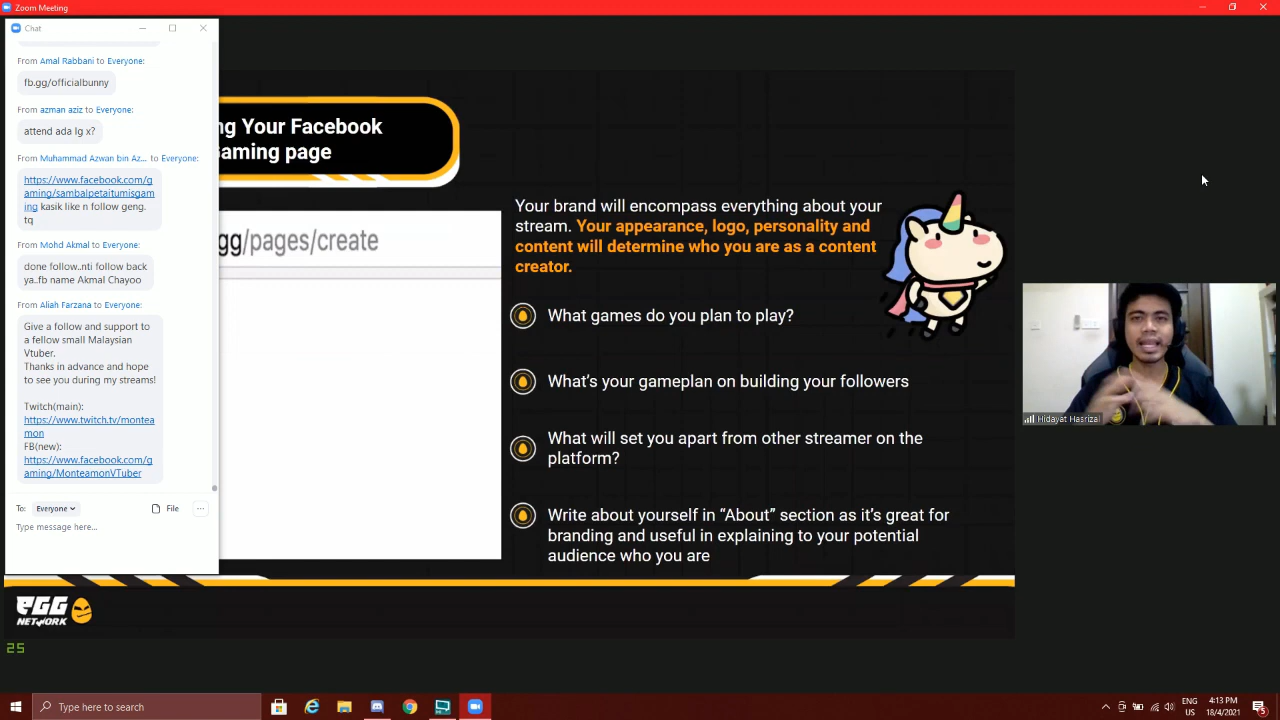 Zoom Meeting
Chat
From Amal Rabbani to Everyone:
fb.gg/officialbunny
From azman aziz to Everyone:
attend ada lg x?
From Muhammad Azwan bin Az... to Everyone:
https://www.facebook.com/g
aming/sambalpetaitumisgam
ing kasik like n follow geng.
tq
From Mohd Akmal to Everyone:
done follow..nti follow back
ya..fb name Akmal Chayoo
From Aliah Farzana to Everyone:
Give a follow and support to
a fellow small Malaysian
Vtuber.
Thanks in advance and hope
to see you during my streams!
Twitch(main):
https://www.twitch.tv/montea
mon
FB(new):
https://www.facebook.com/g
aming/MonteamonVTuber
To: Everyone
File
Type message here...
ng Your Facebook
Gaming page
gg/pages/create
Your brand will encompass everything about your
stream. Your appearance, logo, personality and
content will determine who you are as a content
creator.
What games do you plan to play?
What's your gameplan on building your followers
What will set you apart from other streamer on the
platform?
Write about yourself in “About” section as it's great for
branding and useful in explaining to your potential
audience who you are
Hidayat Hasrizal
EGG
NETWORK
25
Type here to search
ENG
US
4:13 PM
18/4/2021
5